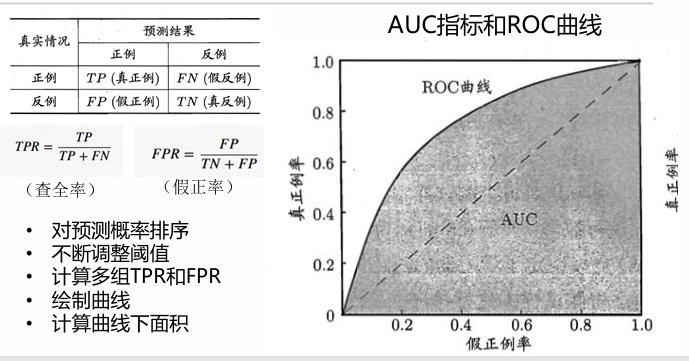 AUC指标和ROC曲线
真实情况 预测结果
正例 反例
正例 TP (真正例) FN (假反例)
反例 FP (假正例) TN (真反例)
TPR = TP / TP + FN
(查全率)
FPR = FP / TN + FP
(假正率)
• 对预测概率排序
• 不断调整阈值
• 计算多组TPR和FPR
• 绘制曲线
• 计算曲线下面积
真正例率
1.0
0.8
0.6
0.4
0.2
0
ROC曲线
AUC
0.2 0.4 0.6 0.8 1.0
假正例率
真正例率